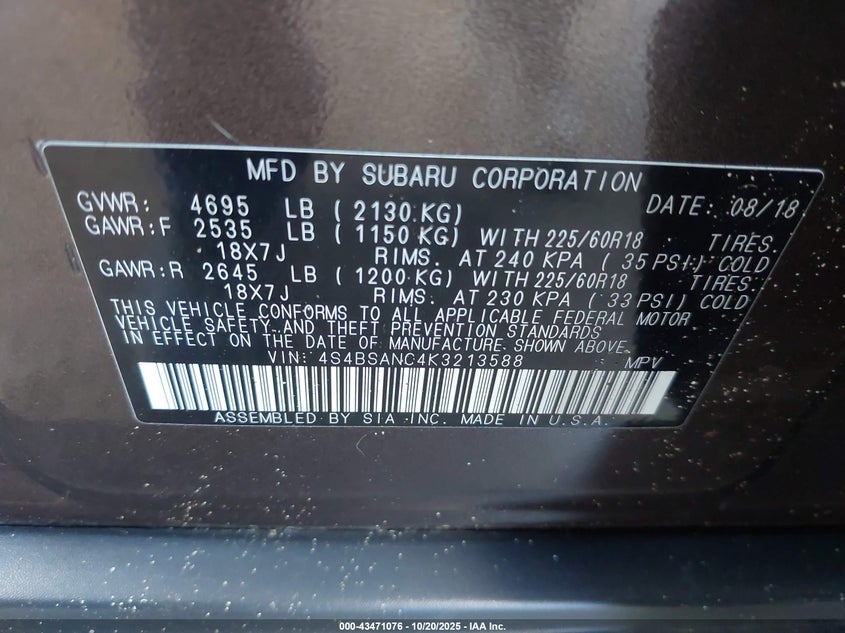 MFD BY SUBARU CORPORATION
GVWR: 4695 LB (2130 KG) DATE: 08/18
GAWR:F 2535 LB (1150 KG) WITH 225/60R18 TIRES.
18X7J RIMS. AT 240 KPA (35 PSI) COLD
GAWR:R 2645 LB (1200 KG) WITH 225/60R18 TIRES.
18X7J RIMS. AT 230 KPA (33 PSI) COLD
THIS VEHICLE CONFORMS TO ALL APPLICABLE FEDERAL MOTOR
VEHICLE SAFETY AND THEFT PREVENTION STANDARDS
IN EFFECT ON THE DATE OF MANUFACTURE SHOWN ABOVE.
VIN: 4S4BSANC4K3213588 MPV
ASSEMBLED BY SIA INC. MADE IN U.S.A.
000-43471076 - 10/20/2025 - IAA Inc.